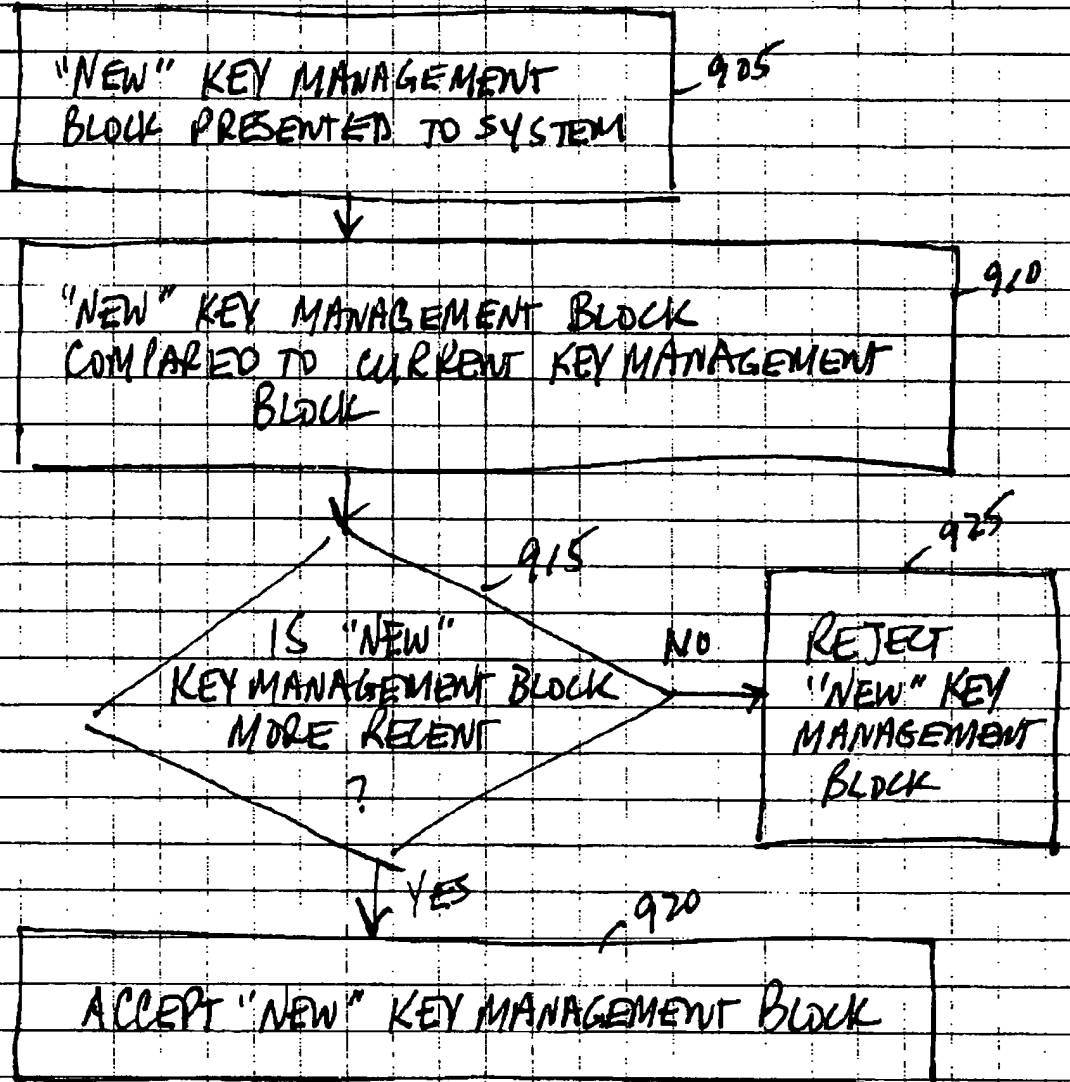 "NEW" KEY MANAGEMENT
BLOCK PRESENTED TO SYSTEM
905
"NEW" KEY MANAGEMENT BLOCK
COMPARED TO CURRENT KEY MANAGEMENT
BLOCK
910
915
IS "NEW"
KEY MANAGEMENT BLOCK
MORE RECENT
?
NO
925
REJECT
"NEW" KEY
MANAGEMENT
BLOCK
YES
920
ACCEPT "NEW" KEY MANAGEMENT BLOCK